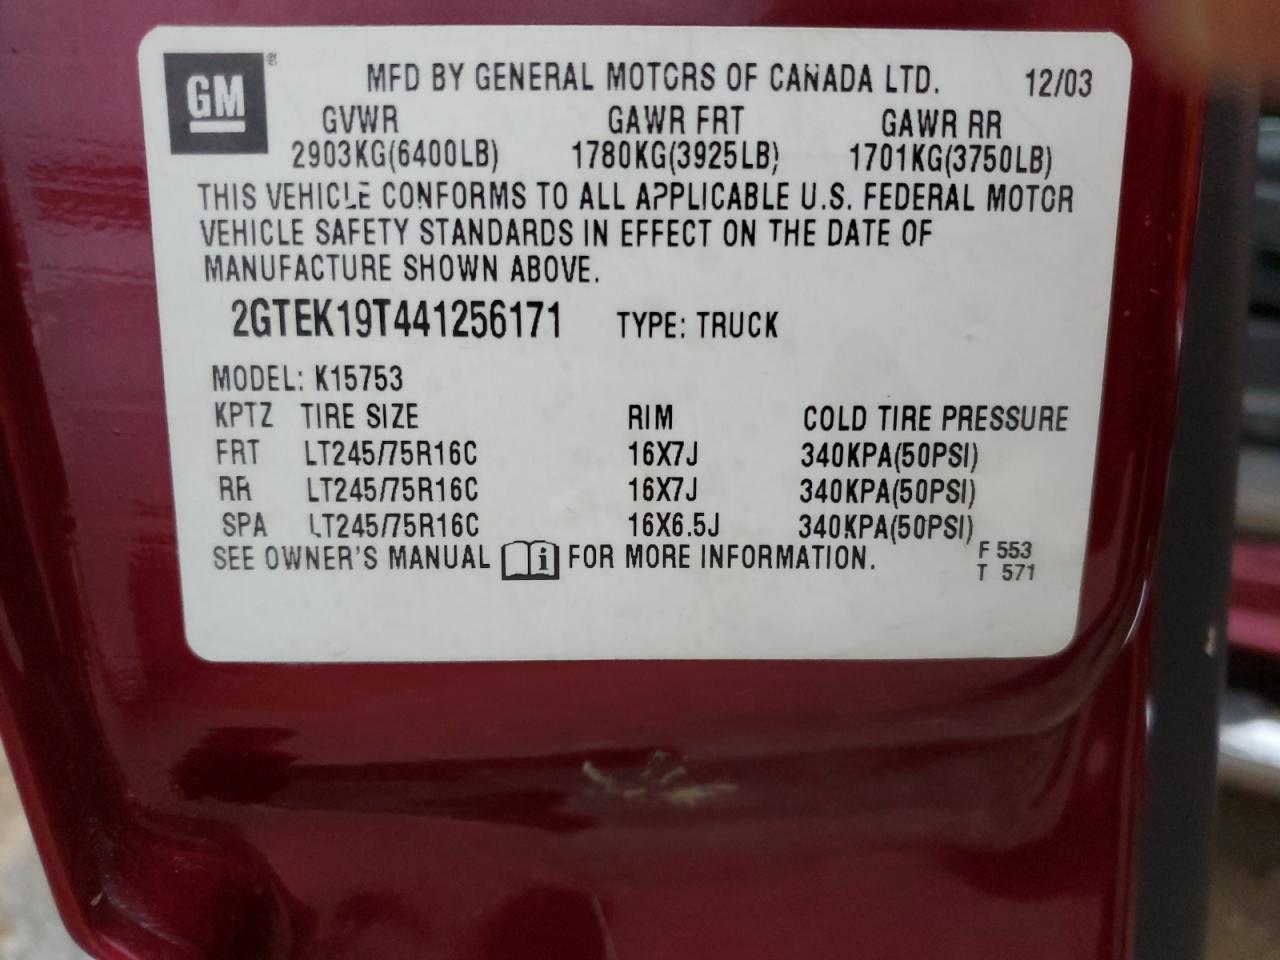 GM® MFD BY GENERAL MOTORS OF CANADA LTD. 12/03
GVWR GAWR FRT GAWR RR
2903KG(6400LB) 1780KG(3925LB) 1701KG(3750LB)
THIS VEHICLE CONFORMS TO ALL APPLICABLE U.S. FEDERAL MOTOR
VEHICLE SAFETY STANDARDS IN EFFECT ON THE DATE OF
MANUFACTURE SHOWN ABOVE.
2GTEK19T441256171 TYPE: TRUCK
MODEL: K15753
KPTZ TIRE SIZE RIM COLD TIRE PRESSURE
FRT LT245/75R16C 16X7J 340KPA(50PSI)
RR LT245/75R16C 16X7J 340KPA(50PSI)
SPA LT245/75R16C 16X6.5J 340KPA(50PSI)
SEE OWNER'S MANUAL i FOR MORE INFORMATION. F 553
T 571